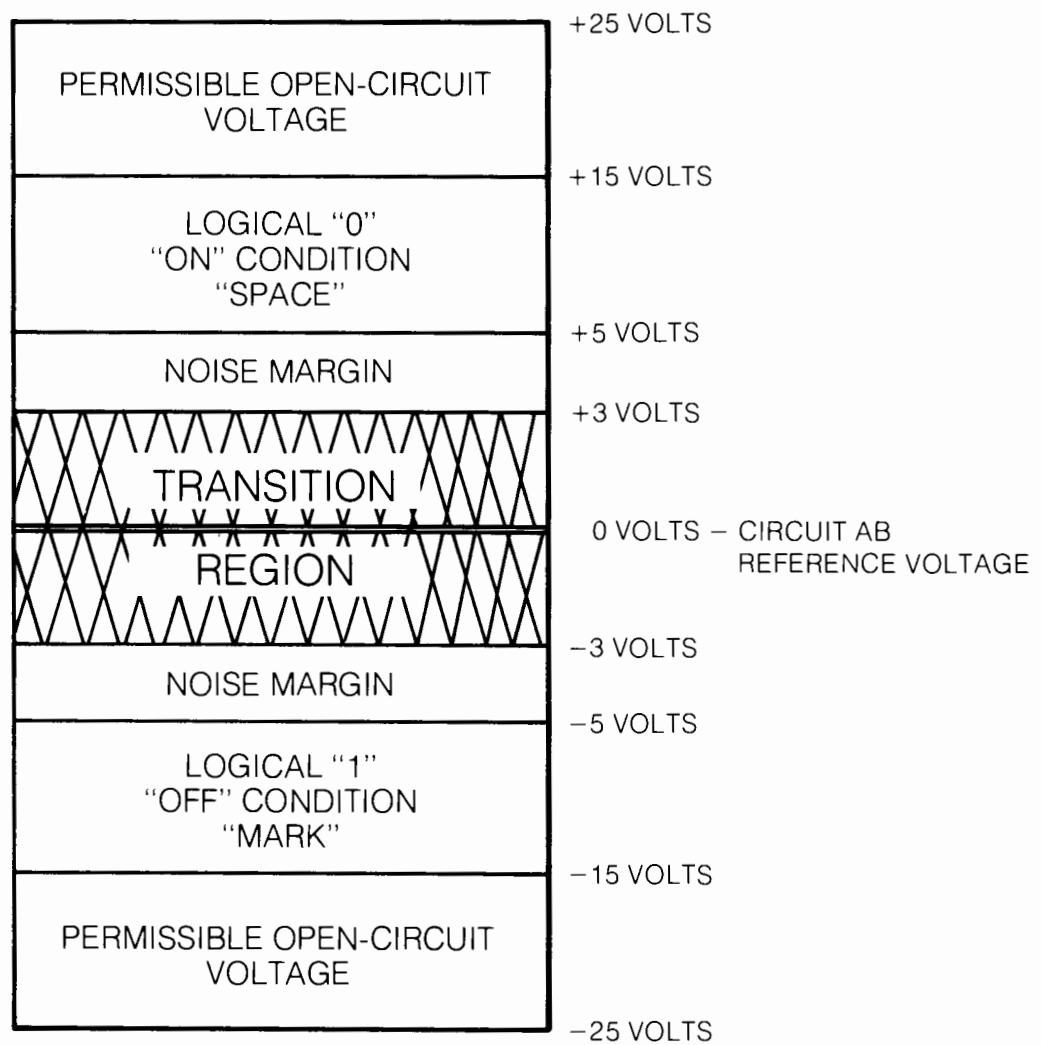 +25 VOLTS
PERMISSIBLE OPEN-CIRCUIT
VOLTAGE
+15 VOLTS
LOGICAL “0”
“ON” CONDITION
“SPACE”
+5 VOLTS
NOISE MARGIN
+3 VOLTS
TRANSITION
0 VOLTS – CIRCUIT AB
REFERENCE VOLTAGE
REGION
−3 VOLTS
NOISE MARGIN
−5 VOLTS
LOGICAL “1”
“OFF” CONDITION
“MARK”
−15 VOLTS
PERMISSIBLE OPEN-CIRCUIT
VOLTAGE
−25 VOLTS